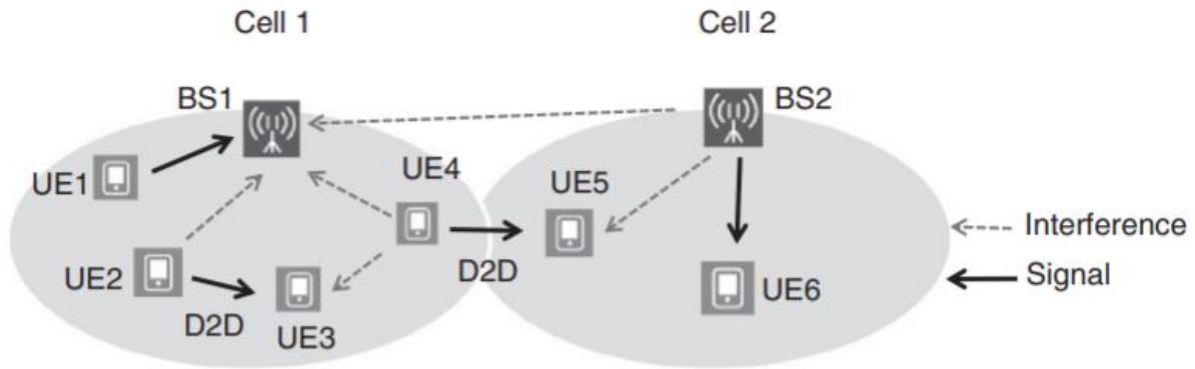 Cell 1
Cell 2
BS1
BS2
UE1
UE4
UE5
Interference
UE2
D2D
Signal
UE6
D2D
UE3